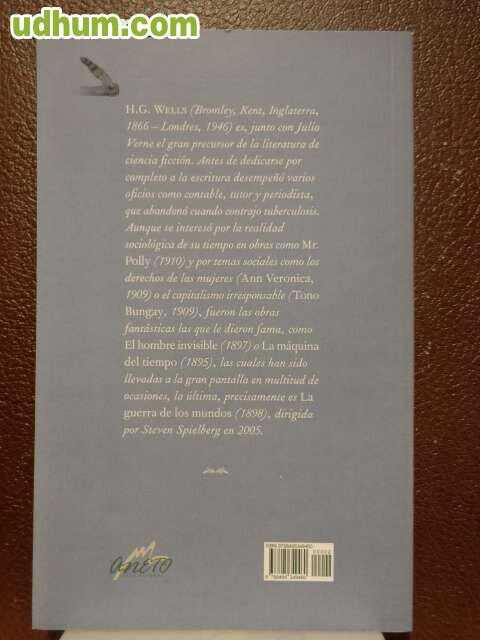 udhum.com
H.G. WELLS (Bromley, Kent, Inglaterra,
1866 – Londres, 1946) es, junto con Julio
Verne el gran precursor de la literatura de
ciencia ficción. Antes de dedicarse por
completo a la escritura desempeñó varios
oficios como contable, tutor y periodista,
que abandonó cuando contrajo tuberculosis.
Aunque se interesó por la realidad
sociológica de su tiempo en obras como Mr.
Polly (1910) y por temas sociales como los
derechos de las mujeres (Ann Veronica,
1909) o el capitalismo irresponsable (Tono
Bungay, 1909), fueron las obras
fantásticas las que le dieron fama, como
El hombre invisible (1897) o La máquina
del tiempo (1895), las cuales han sido
llevadas a la gran pantalla en multitud de
ocasiones, la última, precisamente es La
guerra de los mundos (1898), dirigida
por Steven Spielberg en 2005.
ANETO